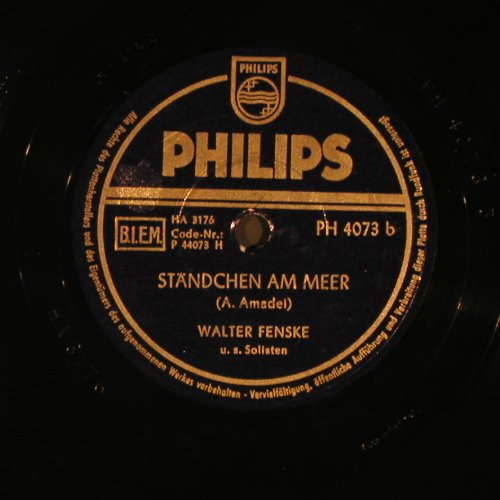 PHILIPS
PHILIPS
B.I.E.M.
HA 3176
Code-Nr.:
P 44073 H
PH 4073 b
STÄNDCHEN AM MEER
(A. Amadei)
WALTER FENSKE
u. s. Solisten
Alle Rechte des Plattenherstellers und des Eigentümers des aufgenommenen Werkes vorbehalten - Vervielfältigung, öffentliche Aufführung und Verbreitung dieser Platte durch Rundfunk ist untersagt